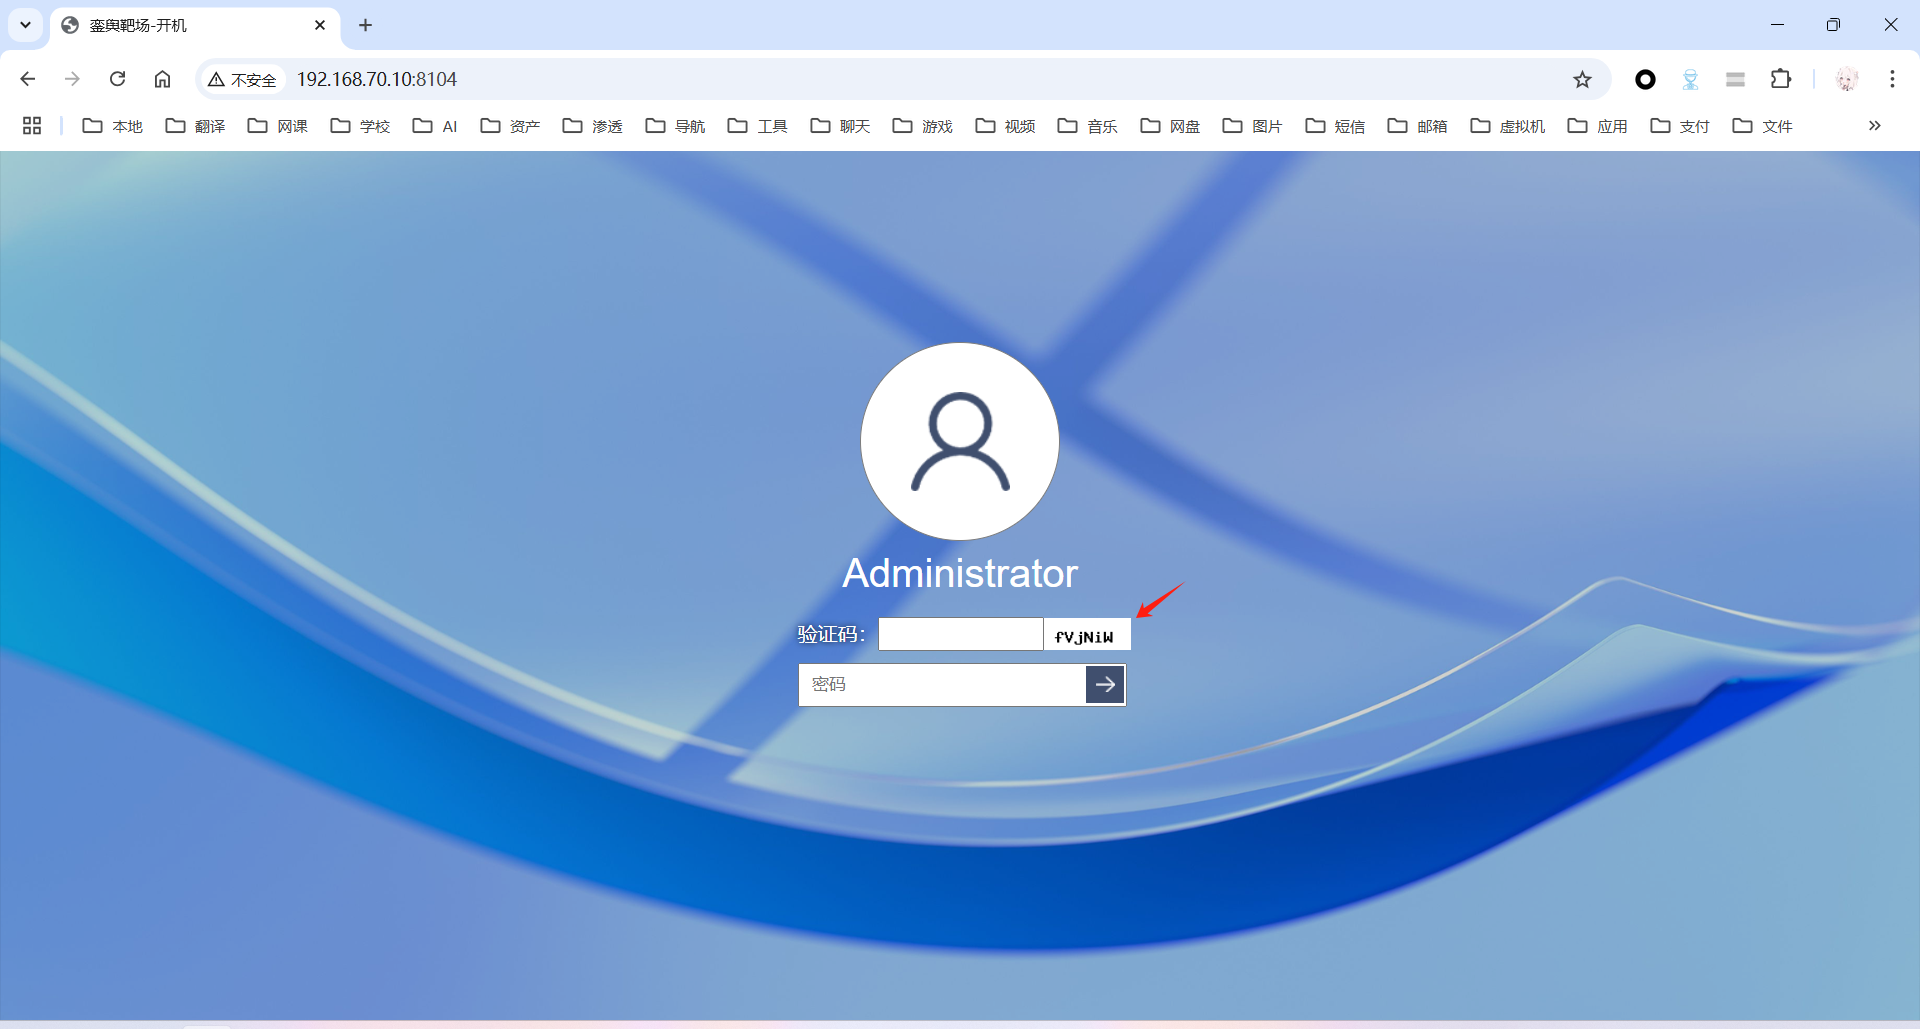 銮舆靶场-开机
不安全 192.168.70.10:8104
本地 翻译 网课 学校 AI 资产 渗透 导航 工具 聊天 游戏 视频 音乐 网盘 图片 短信 邮箱 虚拟机 应用 支付 文件
Administrator
验证码： fVjNiW
密码